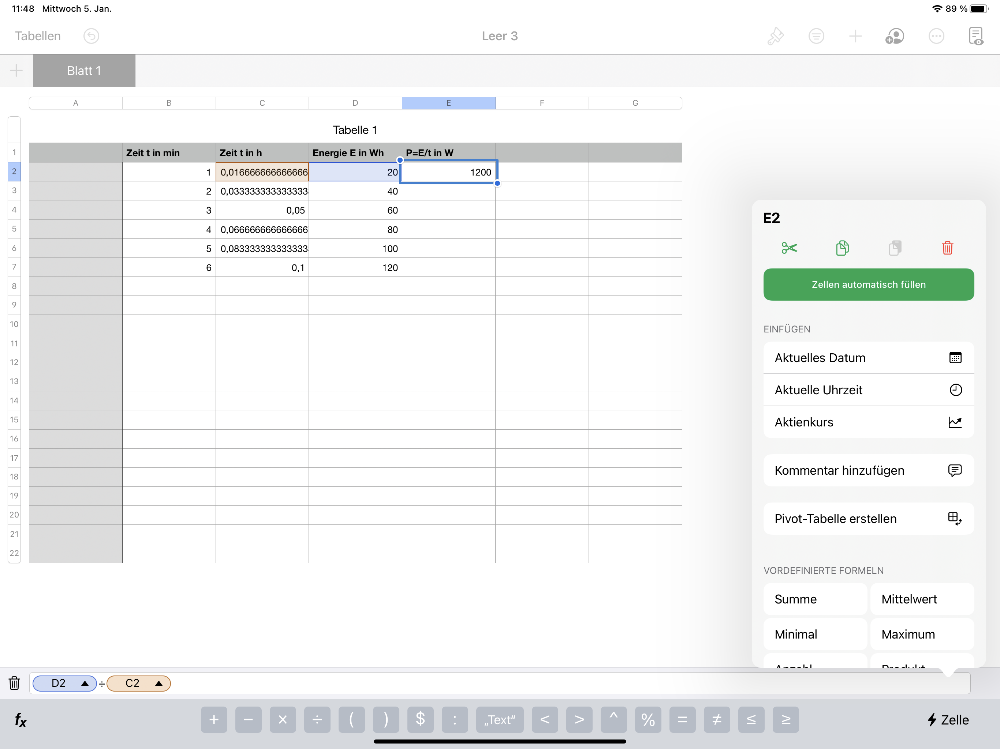 11:48 Mittwoch 5. Jan. 89 %
Tabellen Leer 3
Blatt 1
A B C D E F G
Tabelle 1
1 Zeit t in min Zeit t in h Energie E in Wh P=E/t in W
2 1 0,016666666666666 20 1200
3 2 0,033333333333333 40
4 3 0,05 60
5 4 0,066666666666666 80
6 5 0,083333333333333 100
7 6 0,1 120
8
9
10
11
12
13
14
15
16
17
18
19
20
21
22
E2
Zellen automatisch füllen
EINFÜGEN
Aktuelles Datum
Aktuelle Uhrzeit
Aktienkurs
Kommentar hinzufügen
Pivot-Tabelle erstellen
VORDEFINIERTE FORMELN
Summe Mittelwert
Minimal Maximum
Anzahl Produkt
D2 ÷ C2
fx + − × ÷ ( ) $ : „Text“ < > ^ % = ≠ ≤ ≥ Zelle